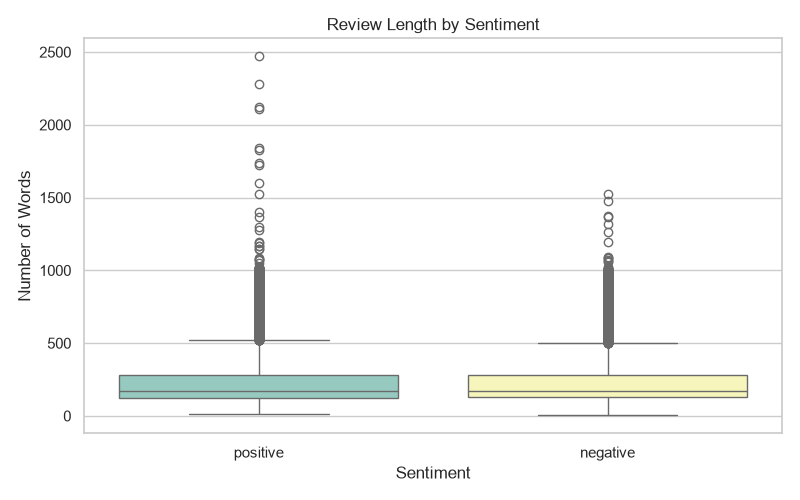 Review Length by Sentiment
2500
2000
1500
1000
500
0
Number of Words
positive negative
Sentiment